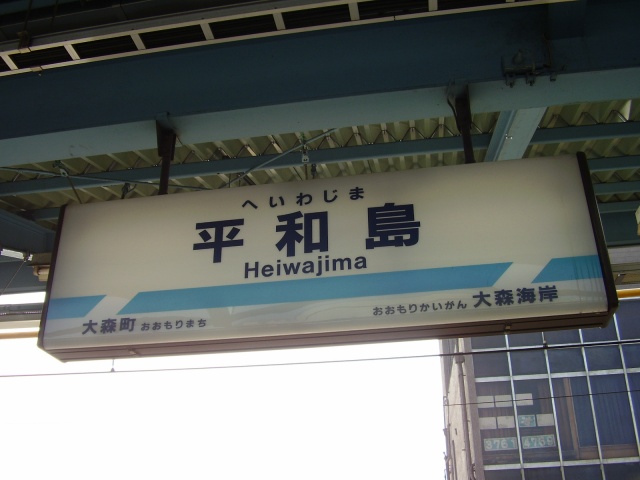 へいわじま
平和島
Heiwajima
大森町 おおもりまち
おおもりかいがん 大森海岸